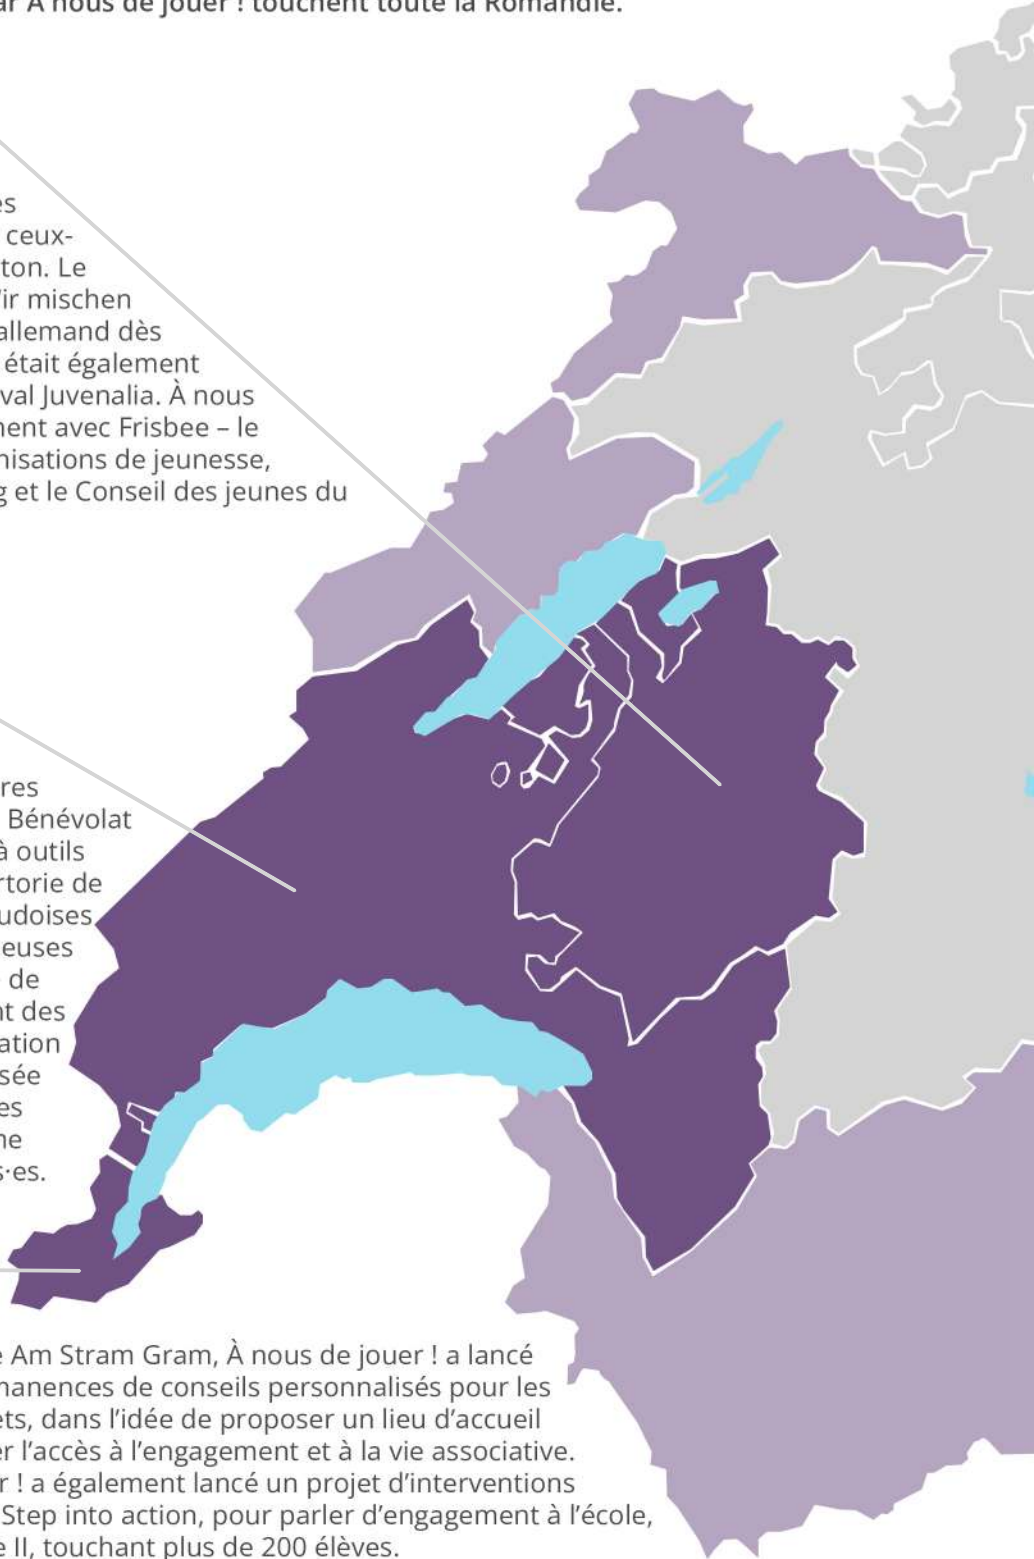 ar À nous de jouer ! touchent toute la Romandie.
es
ceux-
ton. Le
ir mischen
allemand dès
était également
val Juvenalia. À nous
ment avec Frisbee – le
nisations de jeunesse,
g et le Conseil des jeunes du
res
Bénévolat
à outils
rtorie de
udoises
euses
de
nt des
ation
sée
es
ne
s·es.
e Am Stram Gram, À nous de jouer ! a lancé
manences de conseils personnalisés pour les
ets, dans l’idée de proposer un lieu d’accueil
er l’accès à l’engagement et à la vie associative.
r ! a également lancé un projet d’interventions
Step into action, pour parler d’engagement à l’école,
e II, touchant plus de 200 élèves.